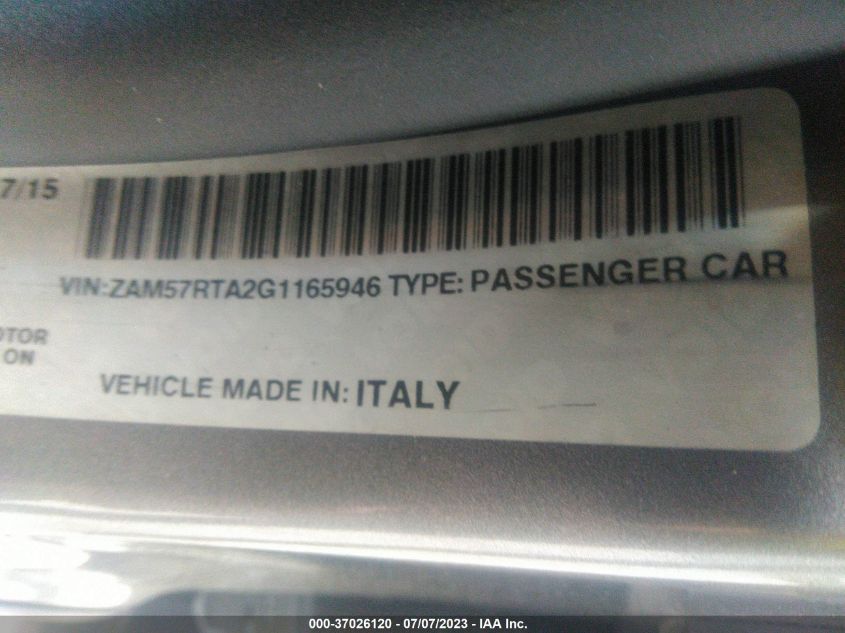 7/15
VIN:ZAM57RTA2G1165946 TYPE: PASSENGER CAR
OTOR
ON
VEHICLE MADE IN: ITALY
000-37026120 - 07/07/2023 - IAA Inc.